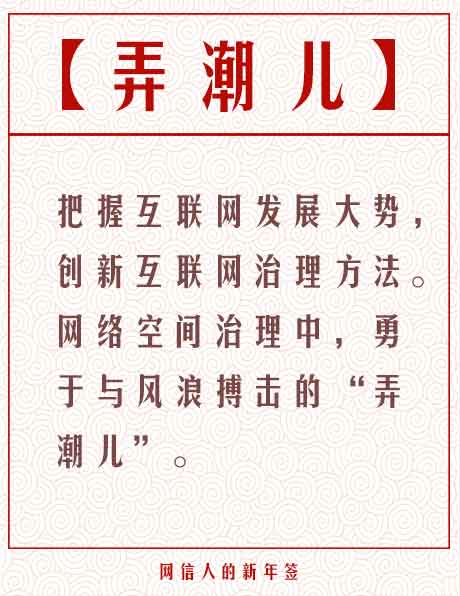 【弄潮儿】
把握互联网发展大势，
创新互联网治理方法。
网络空间治理中，勇
于与风浪搏击的“弄
潮儿”。
网信人的新年签